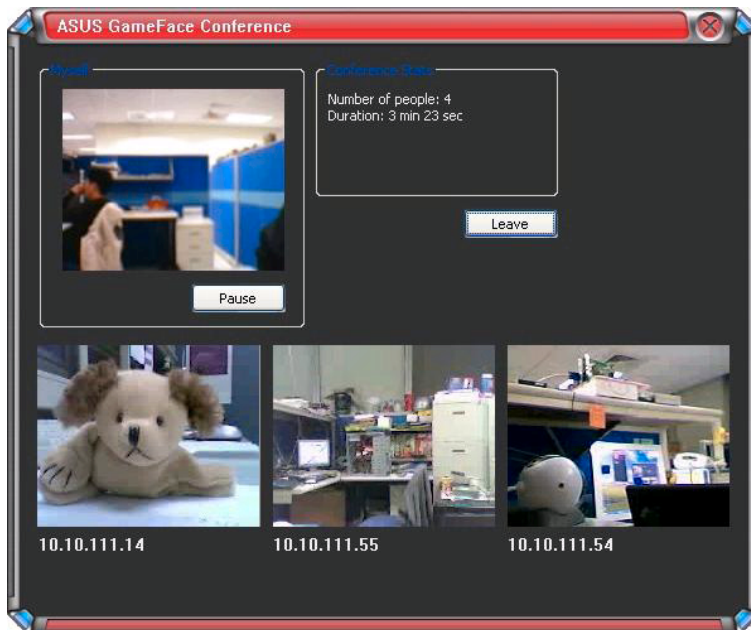 ASUS GameFace Conference
Myself
Conference Stats
Number of people: 4
Duration: 3 min 23 sec
Leave
Pause
10.10.111.14
10.10.111.55
10.10.111.54